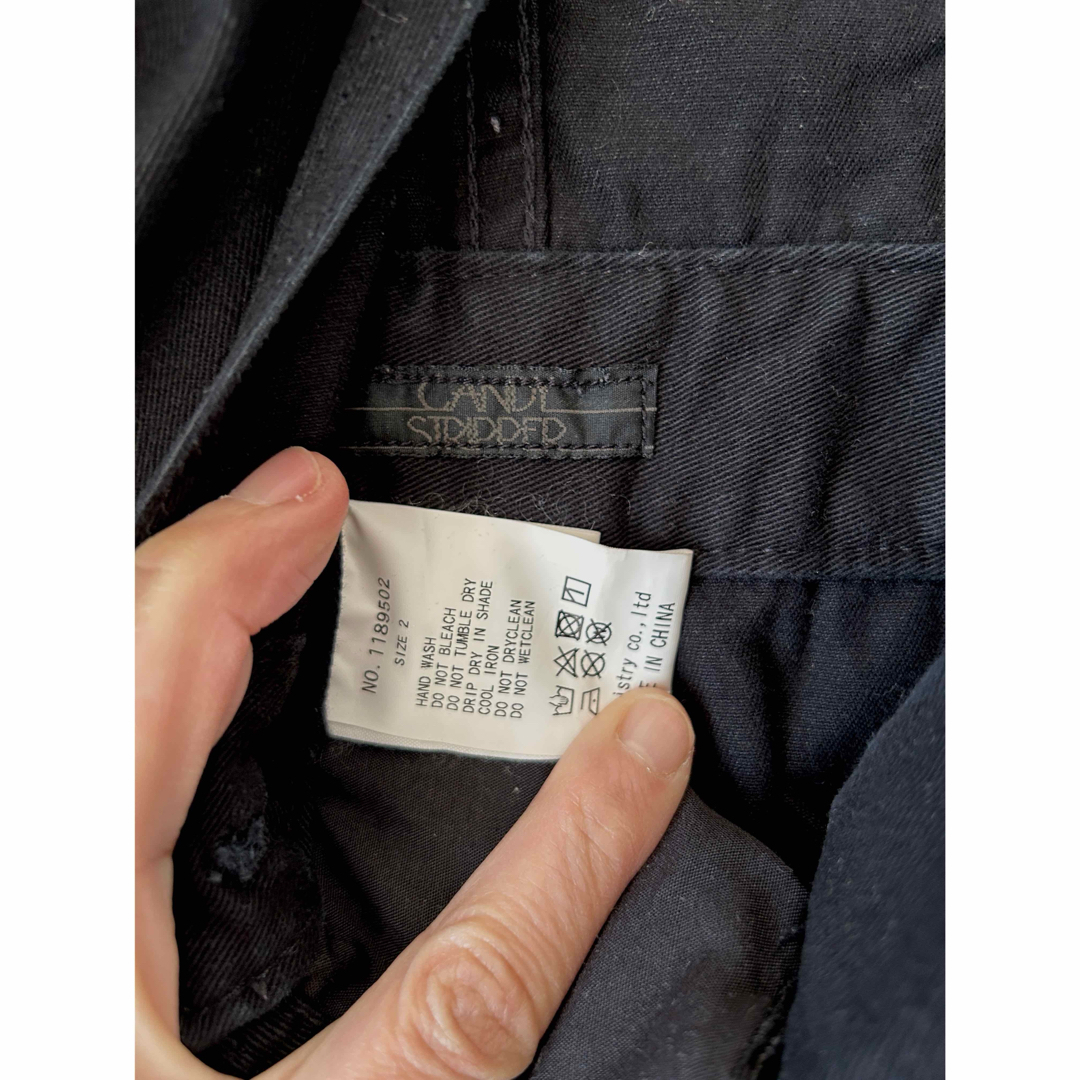 CANDY
STRIPPER
NO. 1189502
SIZE 2
HAND WASH
DO NOT BLEACH
DO NOT TUMBLE DRY
DRIP DRY IN SHADE
COOL IRON
DO NOT DRYCLEAN
DO NOT WETCLEAN
istry co.,ltd
E IN CHINA